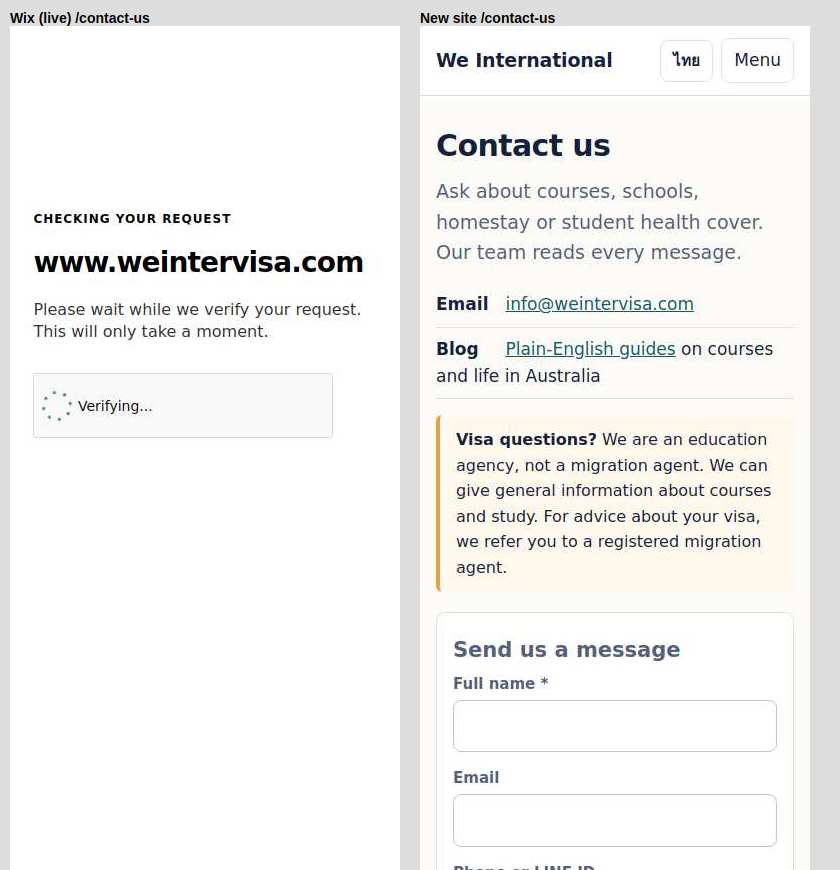 Wix (live) /contact-us
CHECKING YOUR REQUEST
www.weintervisa.com
Please wait while we verify your request.
This will only take a moment.
Verifying...
New site /contact-us
We International
ไทย
Menu
Contact us
Ask about courses, schools,
homestay or student health cover.
Our team reads every message.
Email info@weintervisa.com
Blog Plain-English guides on courses
and life in Australia
Visa questions? We are an education
agency, not a migration agent. We can
give general information about courses
and study. For advice about your visa,
we refer you to a registered migration
agent.
Send us a message
Full name *
Email
Phone or LINE ID